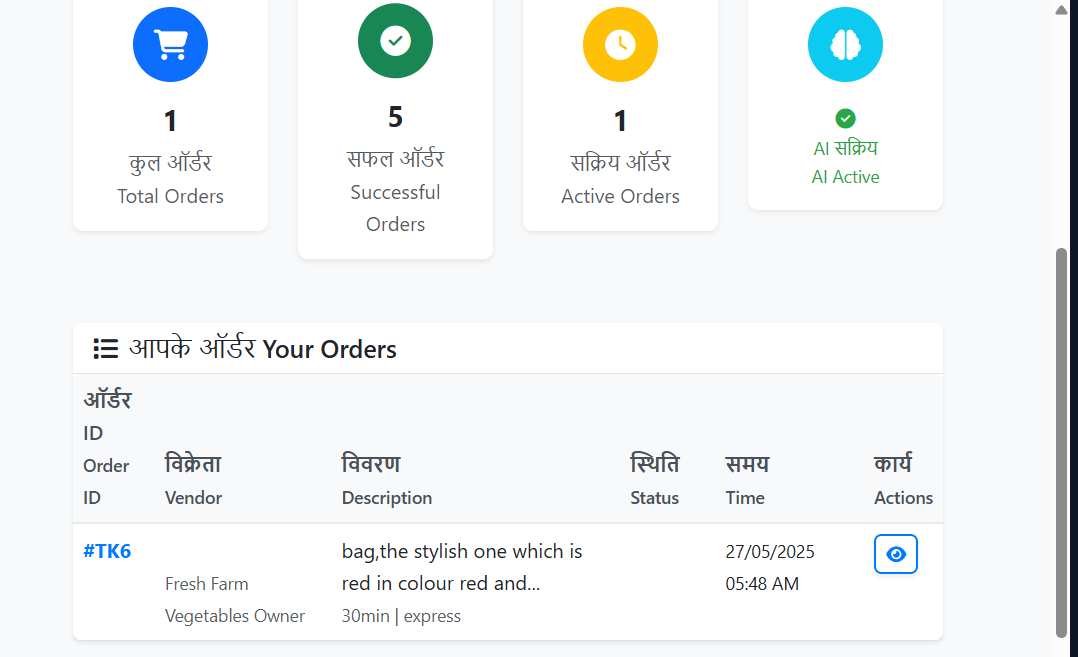 1
कुल ऑर्डर
Total Orders
5
सफल ऑर्डर
Successful
Orders
1
सक्रिय ऑर्डर
Active Orders
AI सक्रिय
AI Active
आपके ऑर्डर Your Orders
ऑर्डर
ID
Order
ID
विक्रेता
Vendor
विवरण
Description
स्थिति
Status
समय
Time
कार्य
Actions
#TK6
Fresh Farm
Vegetables Owner
bag,the stylish one which is
red in colour red and...
30min | express
27/05/2025
05:48 AM